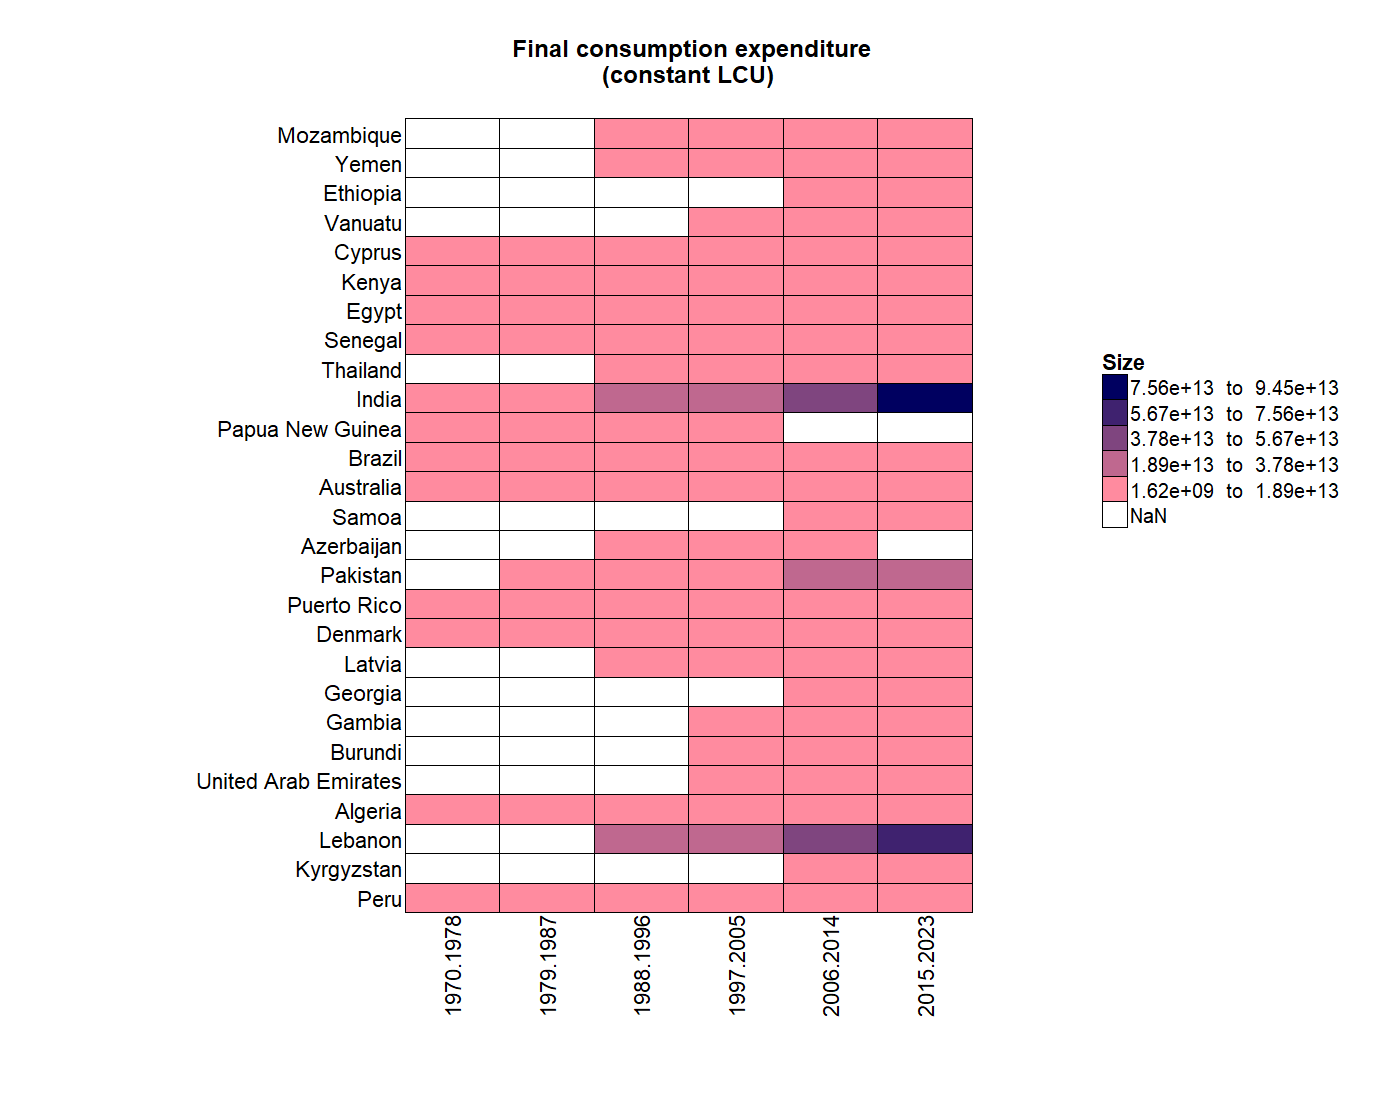 Final consumption expenditure
(constant LCU)
Mozambique
Yemen
Ethiopia
Vanuatu
Cyprus
Kenya
Egypt
Senegal
Thailand
India
Papua New Guinea
Brazil
Australia
Samoa
Azerbaijan
Pakistan
Puerto Rico
Denmark
Latvia
Georgia
Gambia
Burundi
United Arab Emirates
Algeria
Lebanon
Kyrgyzstan
Peru
1970.1978
1979.1987
1988.1996
1997.2005
2006.2014
2015.2023
Size
7.56e+13 to 9.45e+13
5.67e+13 to 7.56e+13
3.78e+13 to 5.67e+13
1.89e+13 to 3.78e+13
1.62e+09 to 1.89e+13
NaN